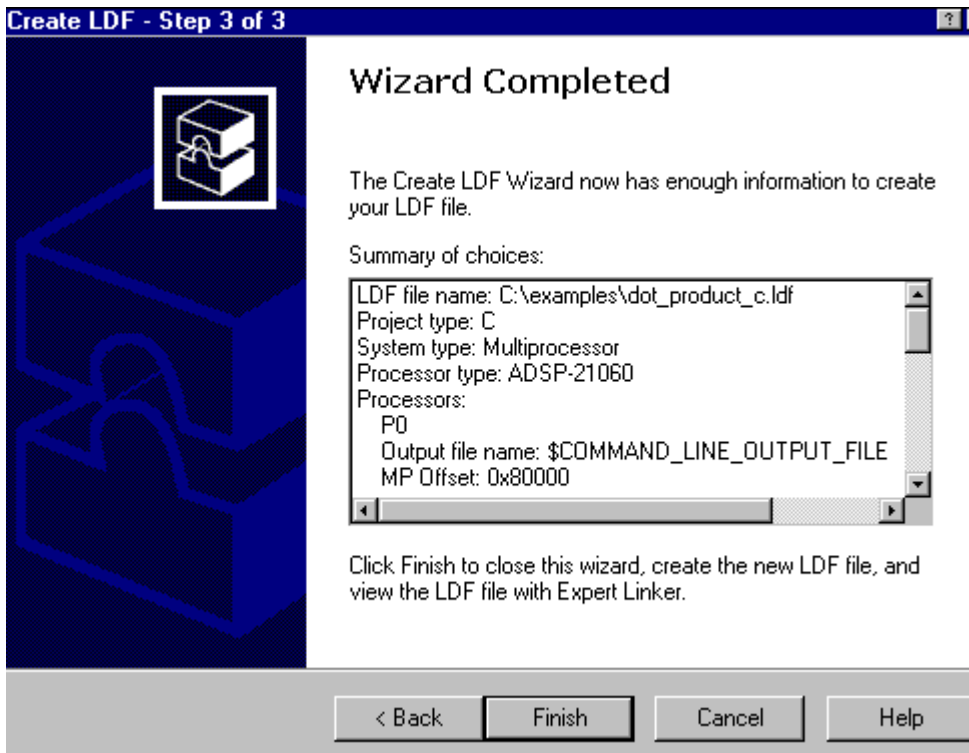 Create LDF - Step 3 of 3
?
Wizard Completed
The Create LDF Wizard now has enough information to create
your LDF file.
Summary of choices:
LDF file name: C:\examples\dot_product_c.ldf
Project type: C
System type: Multiprocessor
Processor type: ADSP-21060
Processors:
P0
Output file name: $COMMAND_LINE_OUTPUT_FILE
MP Offset: 0x80000
Click Finish to close this wizard, create the new LDF file, and
view the LDF file with Expert Linker.
< Back Finish Cancel Help